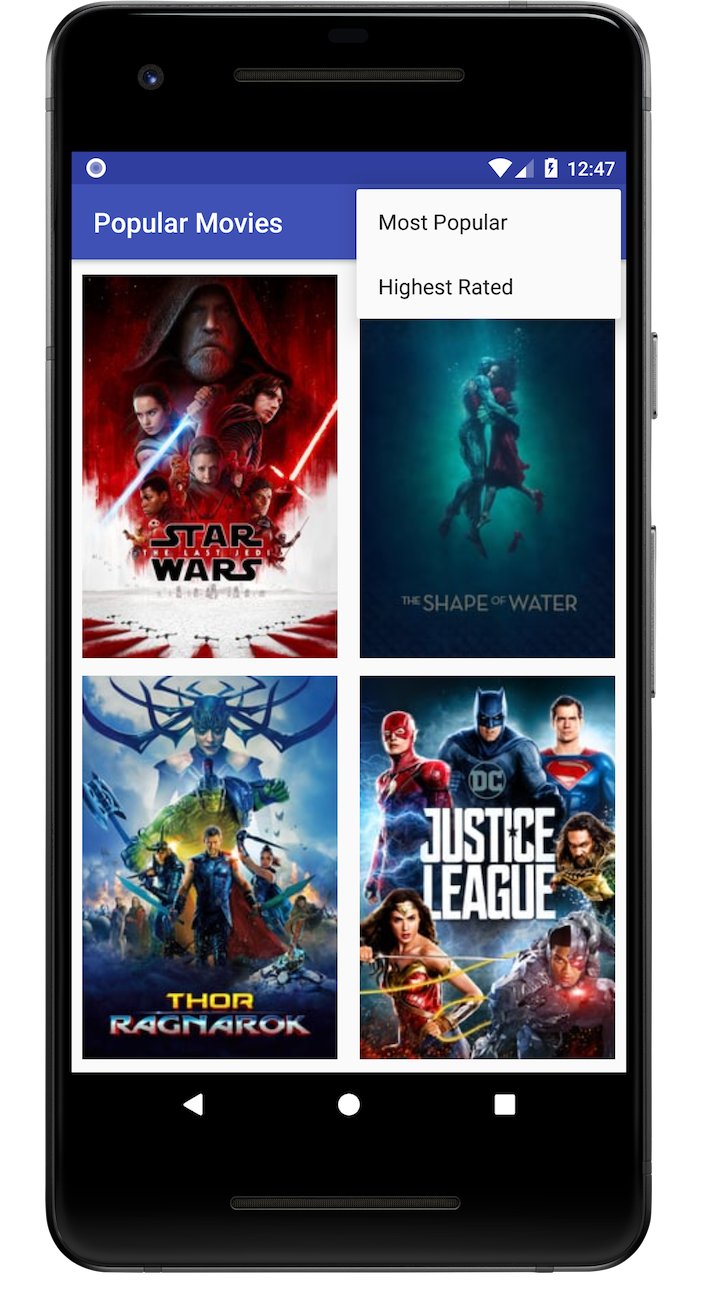 12:47
Popular Movies
Most Popular
Highest Rated
STAR
THE LAST JEDI
WARS
THE SHAPE OF WATER
THOR
RAGNAROK
DC
JUSTICE
LEAGUE